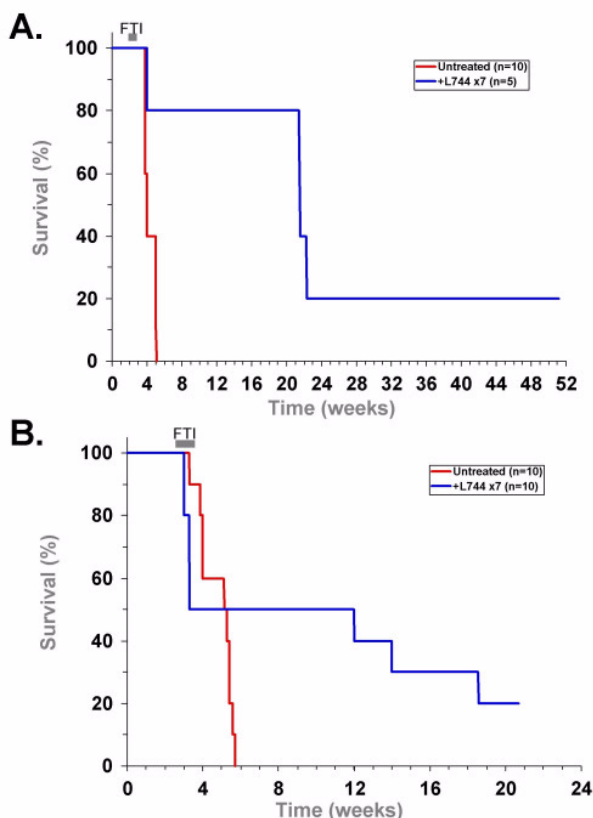 A.
FTI
Untreated (n=10)
+L744 x7 (n=5)
Survival (%)
100
80
60
40
20
0
0 4 8 12 16 20 24 28 32 36 40 44 48 52
Time (weeks)
B.
FTI
Untreated (n=10)
+L744 x7 (n=10)
Survival (%)
100
80
60
40
20
0
0 4 8 12 16 20 24
Time (weeks)